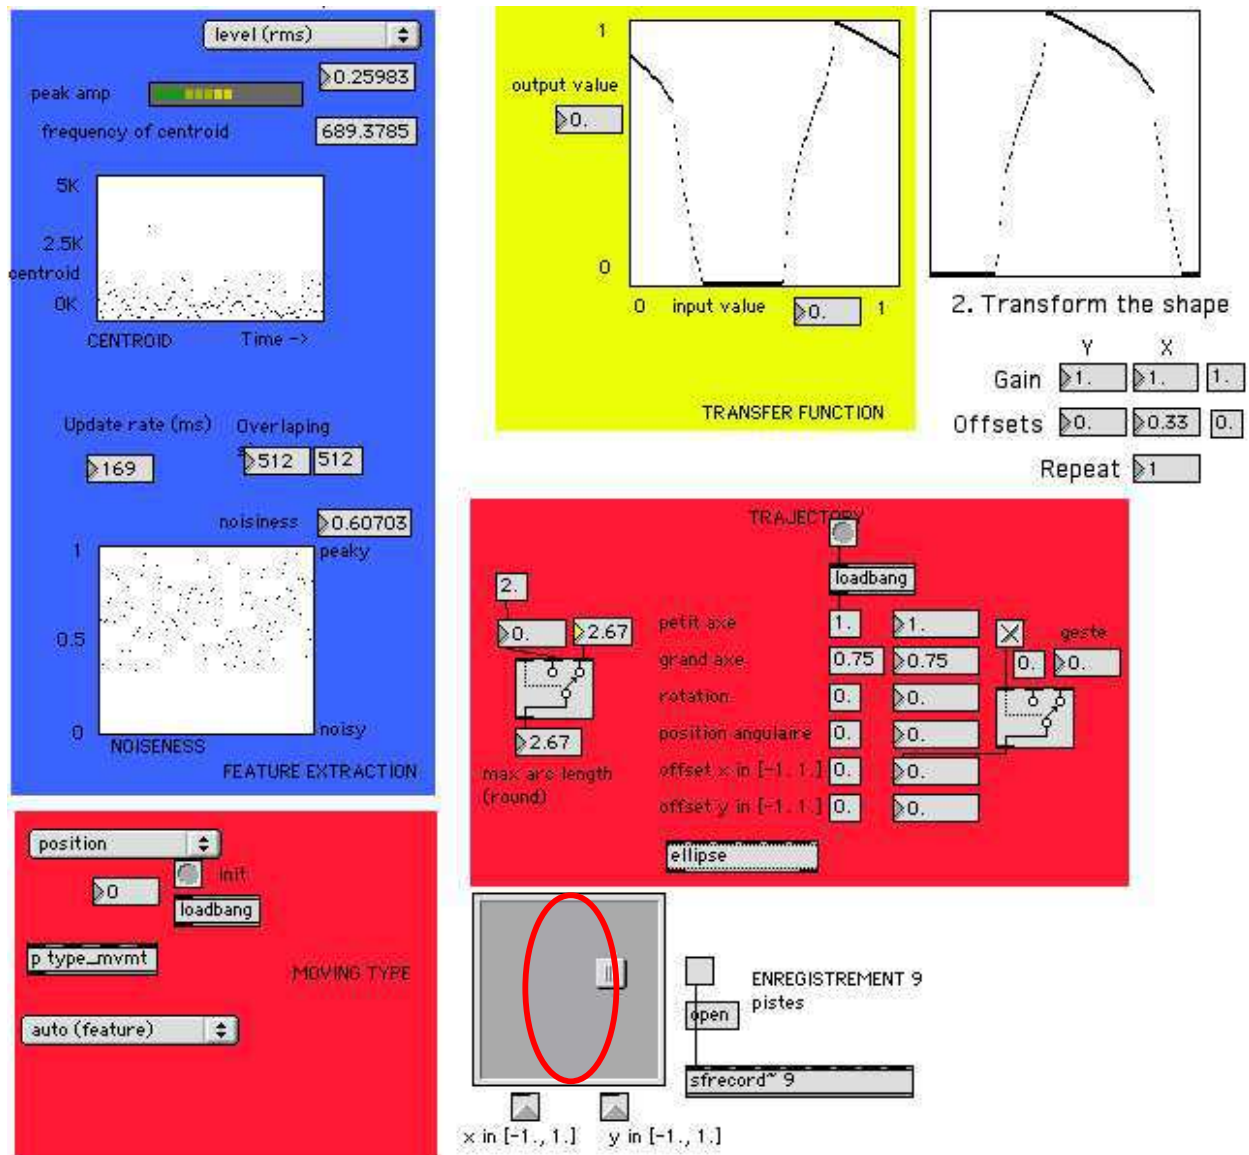 level (rms)
0.25983
peak amp
frequency of centroid
689.3785
5K
2.5K
centroid
0K
CENTROID
Time ->
Update rate (ms)
Overlaping
169
512
512
noisiness
0.60703
1
peaky
0.5
0
noisy
NOISENESS
FEATURE EXTRACTION
1
output value
0.
0
0
input value
0.
1
TRANSFER FUNCTION
2. Transform the shape
Y X
Gain 1. 1. 1.
Offsets 0. 0.33 0.
Repeat 1
TRAJECTORY
loadbang
2.
0.
2.67
2.67
max arc length
(round)
petit axe 1. 1.
grand axe 0.75 0.75
rotation 0. 0.
position angulaire 0. 0.
offset x in [-1. 1.] 0. 0.
offset y in [-1. 1.] 0. 0.
geste
0. 0.
ellipse
position
init
0
loadbang
p type_mvmt
MOVING TYPE
auto (feature)
ENREGISTREMENT 9
pistes
open
sfrecord~ 9
x in [-1., 1.]
y in [-1., 1.]